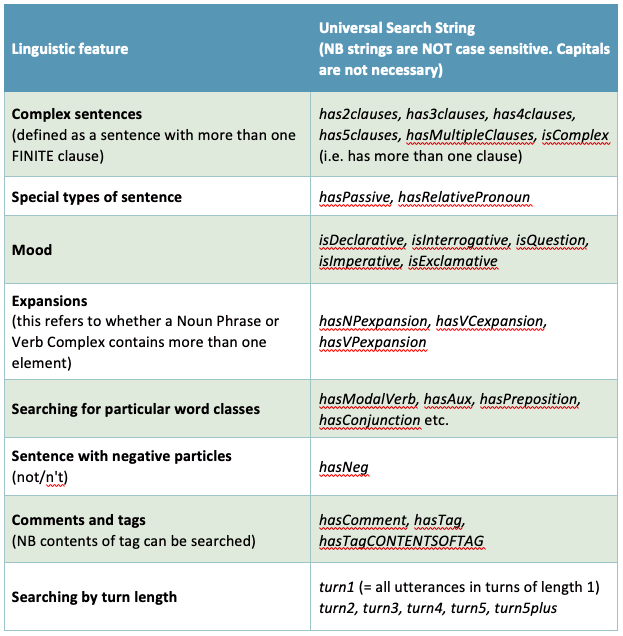 Linguistic feature
Universal Search String
(NB strings are NOT case sensitive. Capitals
are not necessary)
Complex sentences
(defined as a sentence with more than one
FINITE clause)
has2clauses, has3clauses, has4clauses,
has5clauses, hasMultipleClauses, isComplex
(i.e. has more than one clause)
Special types of sentence
hasPassive, hasRelativePronoun
Mood
isDeclarative, isInterrogative, isQuestion,
isImperative, isExclamative
Expansions
(this refers to whether a Noun Phrase or
Verb Complex contains more than one
element)
hasNPexpansion, hasVCexpansion,
hasVPexpansion
Searching for particular word classes
hasModalVerb, hasAux, hasPreposition,
hasConjunction etc.
Sentence with negative particles
(not/n't)
hasNeg
Comments and tags
(NB contents of tag can be searched)
hasComment, hasTag,
hasTagCONTENTSOFTAG
Searching by turn length
turn1 (= all utterances in turns of length 1)
turn2, turn3, turn4, turn5, turn5plus